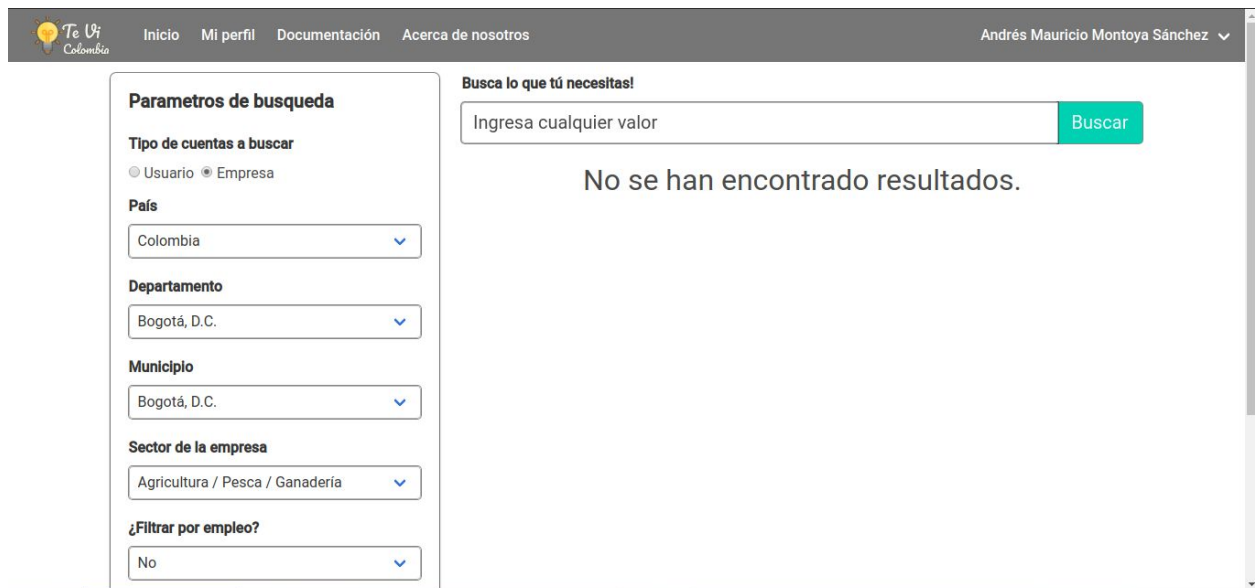 Te Vi
Colombia
Inicio Mi perfil Documentación Acerca de nosotros
Andrés Mauricio Montoya Sánchez
Parametros de busqueda
Tipo de cuentas a buscar
Usuario Empresa
País
Colombia
Departamento
Bogotá, D.C.
Municipio
Bogotá, D.C.
Sector de la empresa
Agricultura / Pesca / Ganadería
¿Filtrar por empleo?
No
Busca lo que tú necesitas!
Ingresa cualquier valor
Buscar
No se han encontrado resultados.